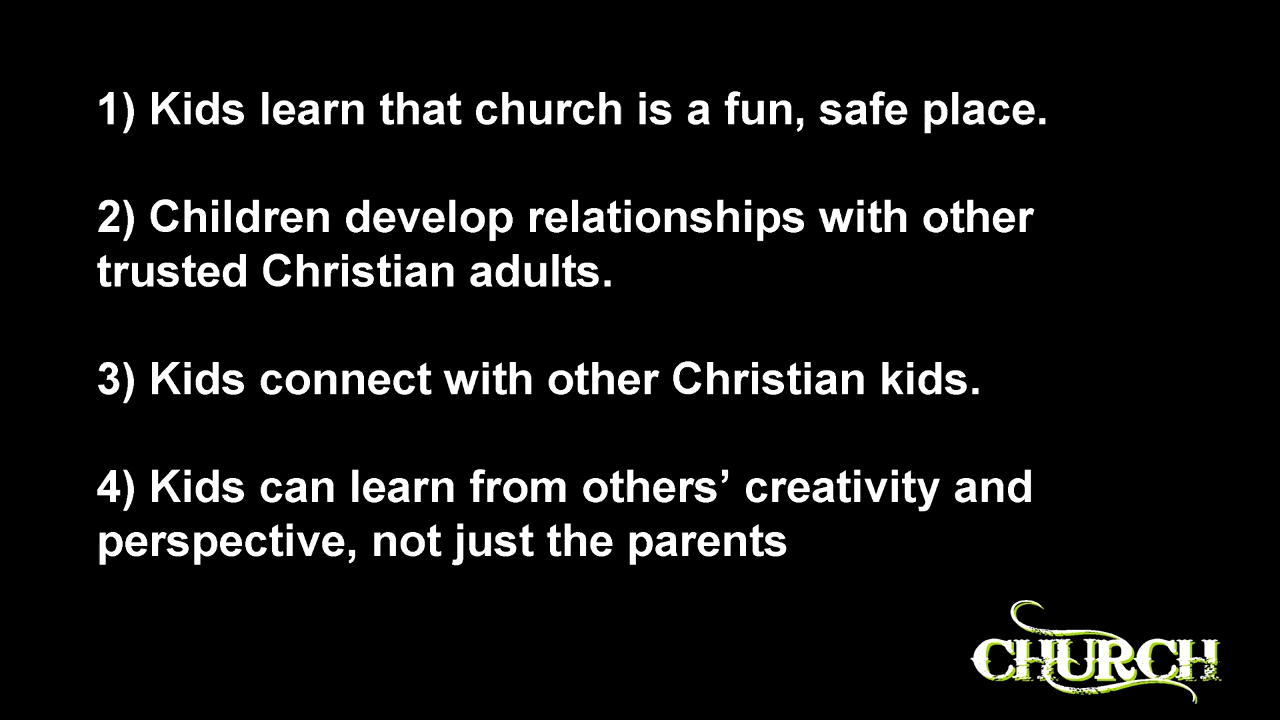 1) Kids learn that church is a fun, safe place.
2) Children develop relationships with other
trusted Christian adults.
3) Kids connect with other Christian kids.
4) Kids can learn from others’ creativity and
perspective, not just the parents
CHURCH